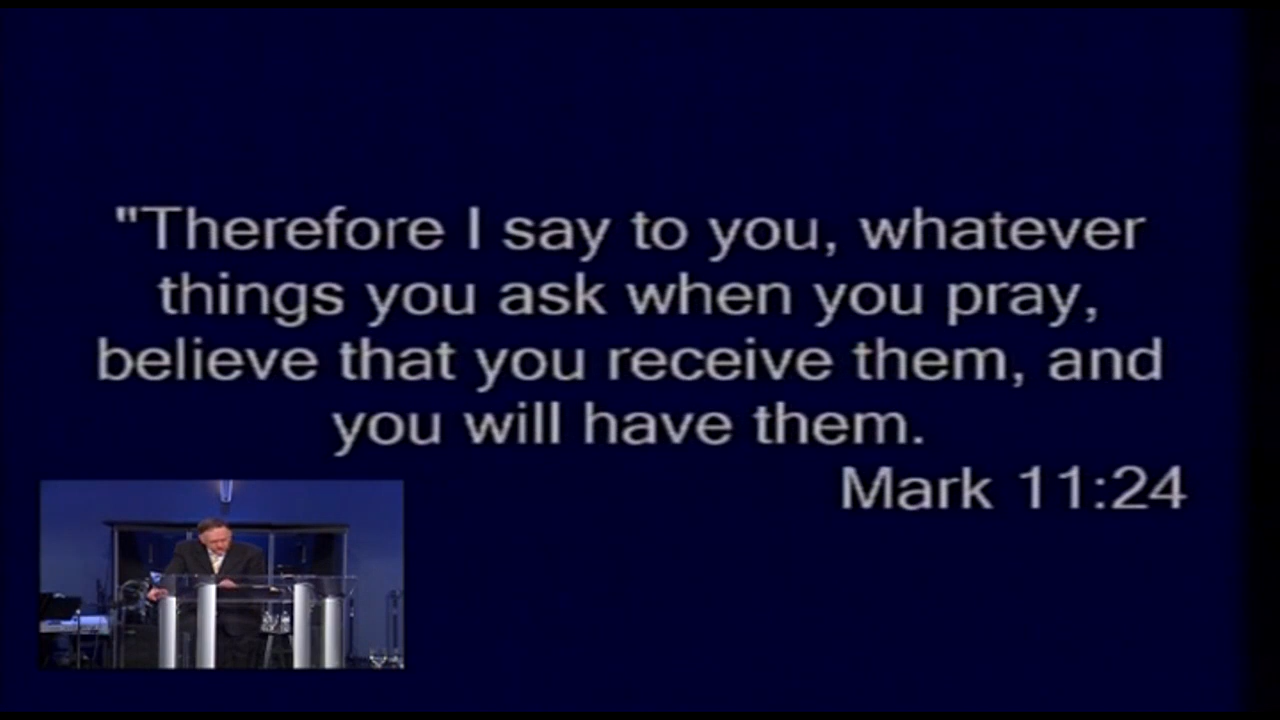 "Therefore I say to you, whatever
things you ask when you pray,
believe that you receive them, and
you will have them.
Mark 11:24